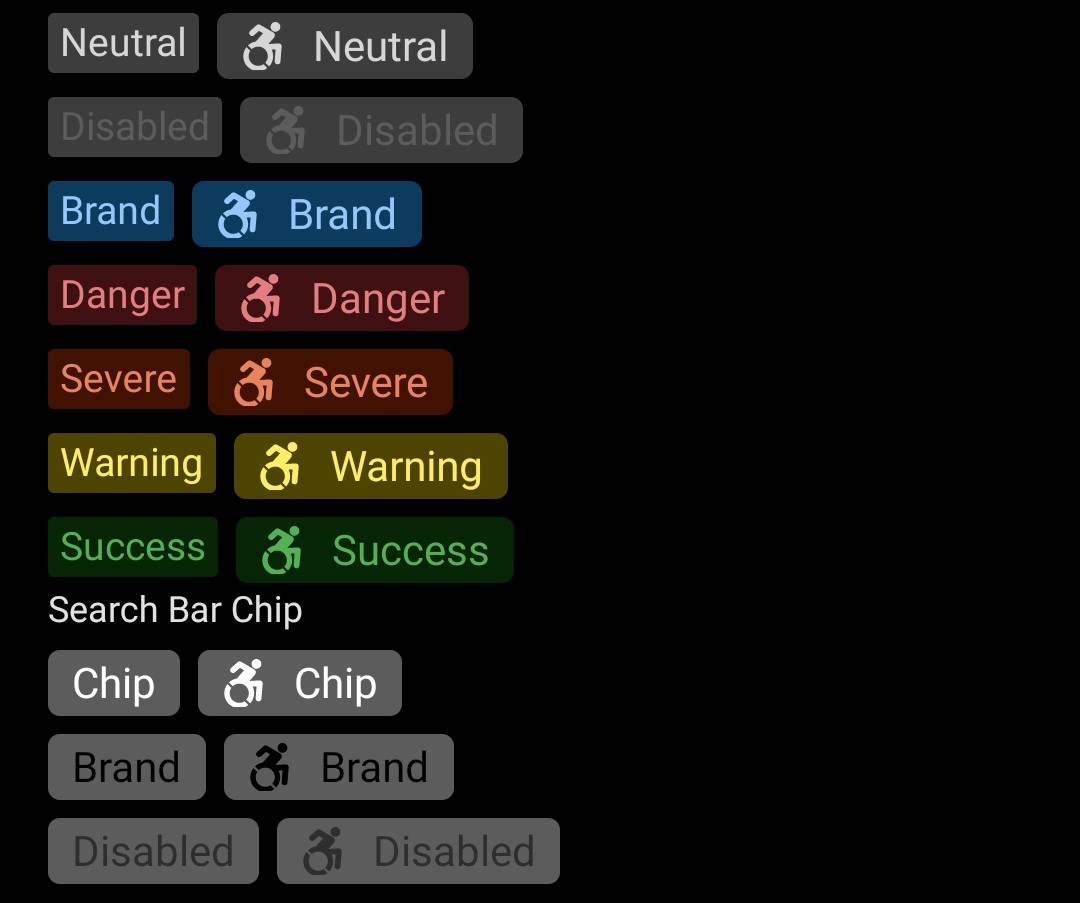 Neutral Neutral
Disabled Disabled
Brand Brand
Danger Danger
Severe Severe
Warning Warning
Success Success
Search Bar Chip
Chip Chip
Brand Brand
Disabled Disabled